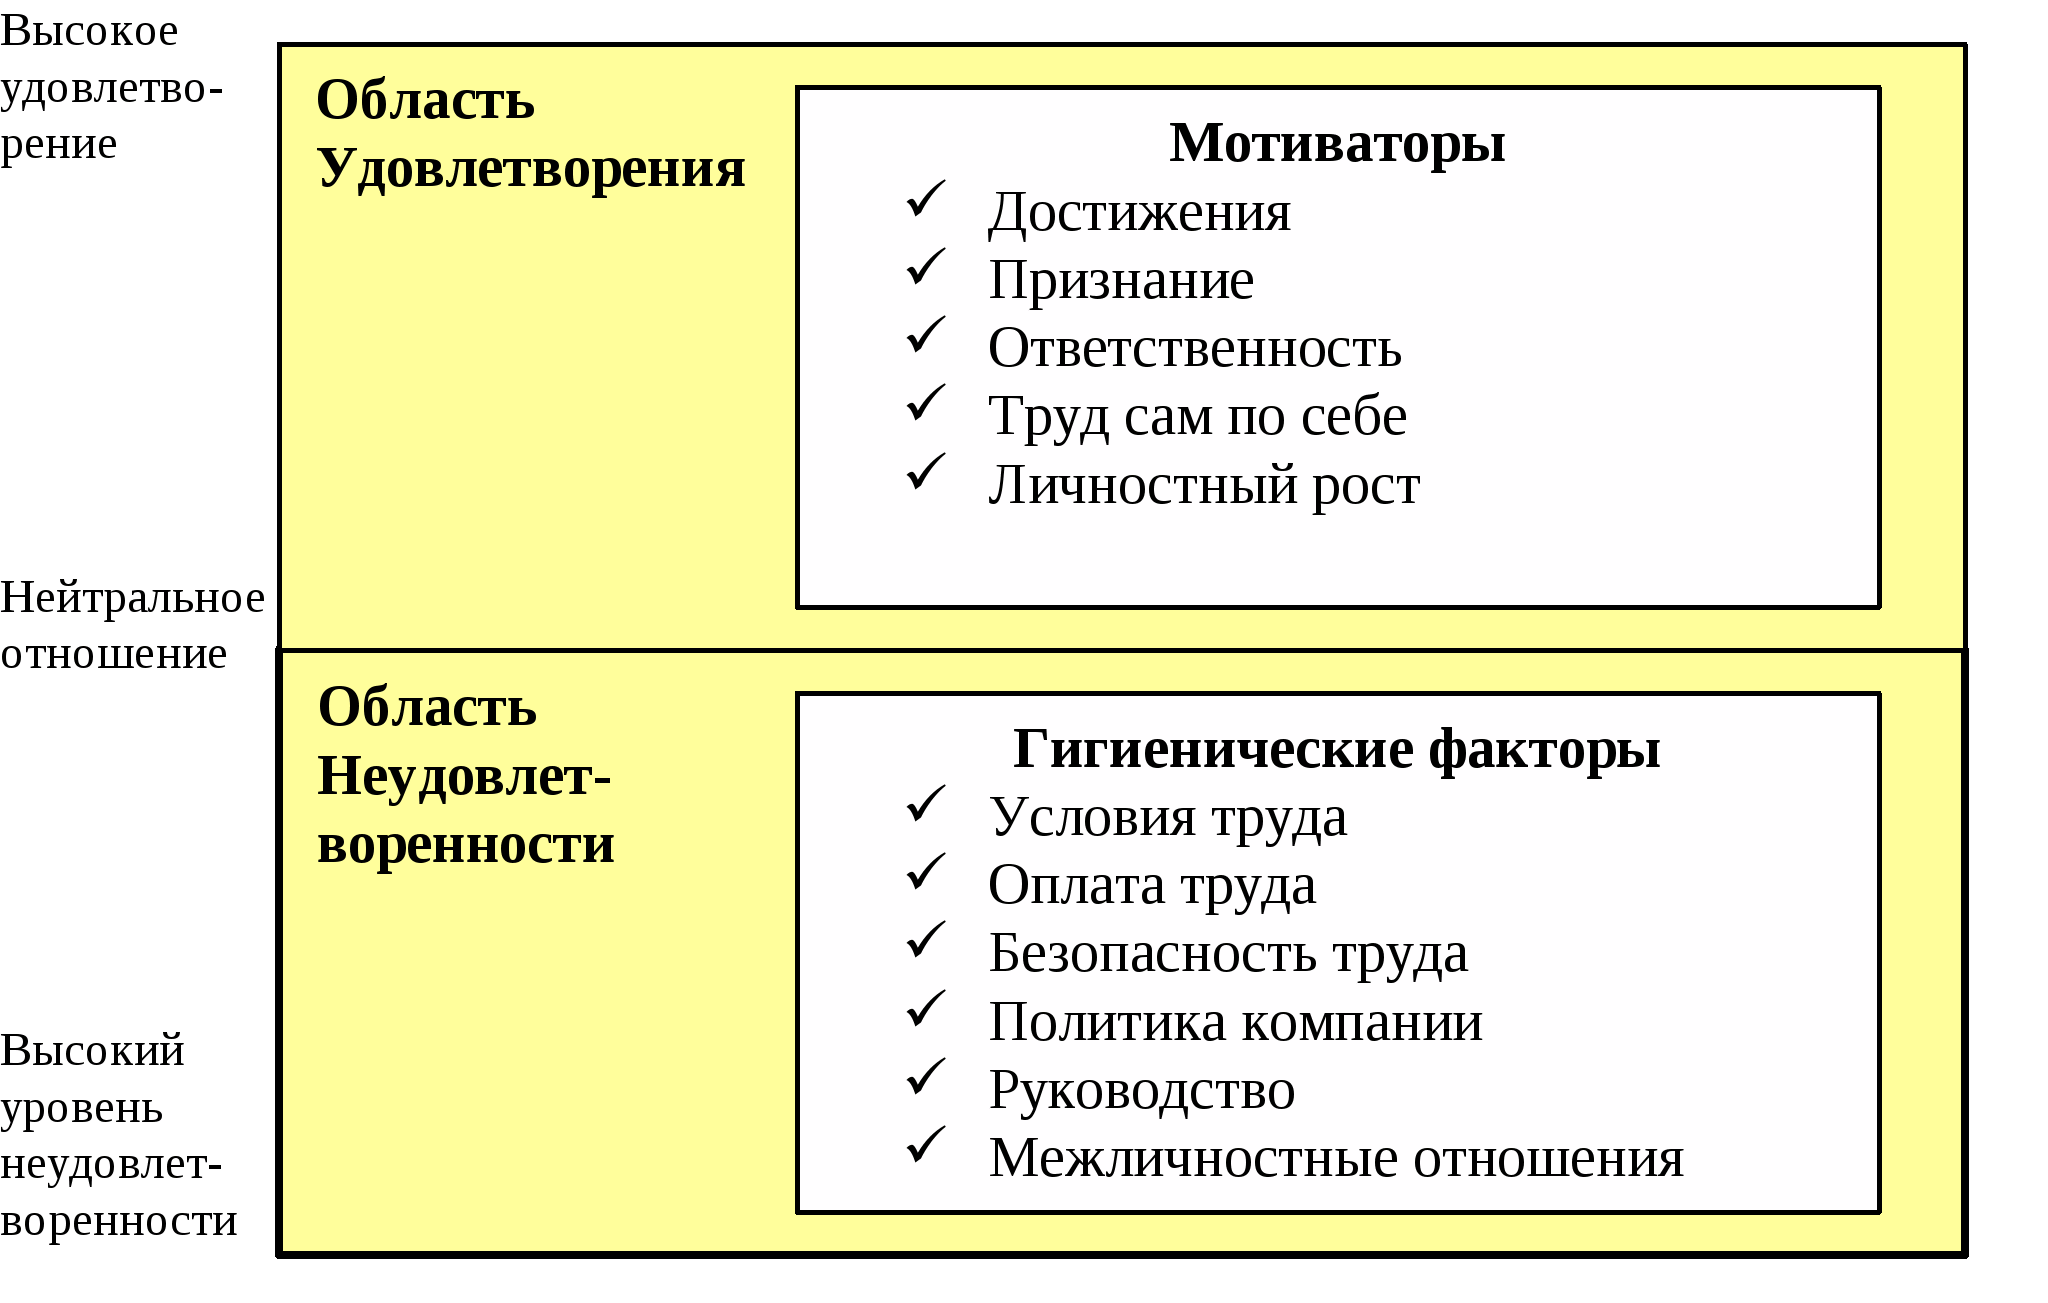 Высокое
удовлетво-
рение
Область
Удовлетворения
Мотиваторы
Достижения
Признание
Ответственность
Труд сам по себе
Личностный рост
Нейтральное
отношение
Область
Неудовлет-
воренности
Гигиенические факторы
Условия труда
Оплата труда
Безопасность труда
Политика компании
Руководство
Межличностные отношения
Высокий
уровень
неудовлет-
воренности